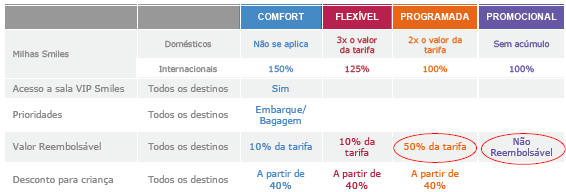 COMFORT FLEXÍVEL PROGRAMADA PROMOCIONAL
Milhas Smiles
Domésticos Não se aplica 3x o valor da tarifa 2x o valor da tarifa Sem acúmulo
Internacionais 150% 125% 100% 100%
Acesso a sala VIP Smiles Todos os destinos Sim
Prioridades Todos os destinos Embarque/ Bagagem
Valor Reembolsável Todos os destinos 10% da tarifa 10% da tarifa 50% da tarifa Não Reembolsável
Desconto para criança Todos os destinos A partir de 40% A partir de 40% A partir de 40%